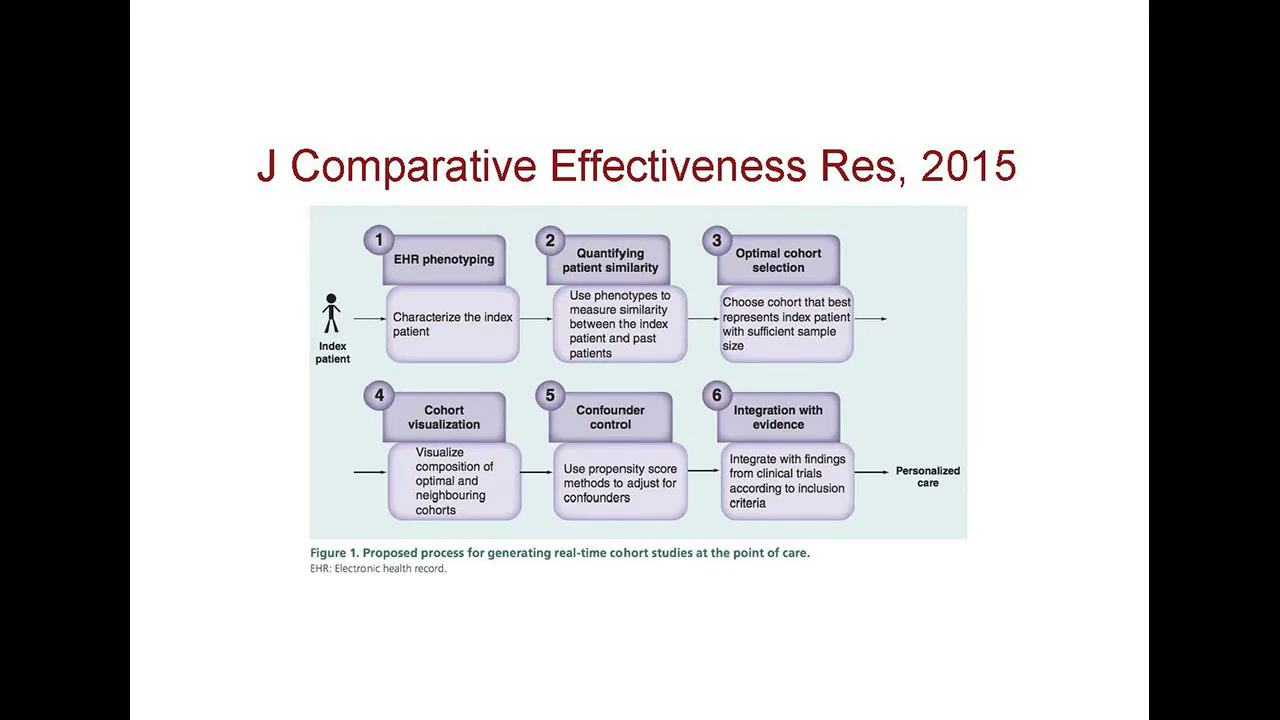 J Comparative Effectiveness Res, 2015
1
EHR phenotyping
Characterize the index
patient
2
Quantifying
patient similarity
Use phenotypes to
measure similarity
between the index
patient and past
patients
3
Optimal cohort
selection
Choose cohort that best
represents index patient
with sufficient sample
size
Index
patient
4
Cohort
visualization
Visualize
composition of
optimal and
neighbouring
cohorts
5
Confounder
control
Use propensity score
methods to adjust for
confounders
6
Integration with
evidence
Integrate with findings
from clinical trials
according to inclusion
criteria
Personalized
care
Figure 1. Proposed process for generating real-time cohort studies at the point of care.
EHR: Electronic health record.